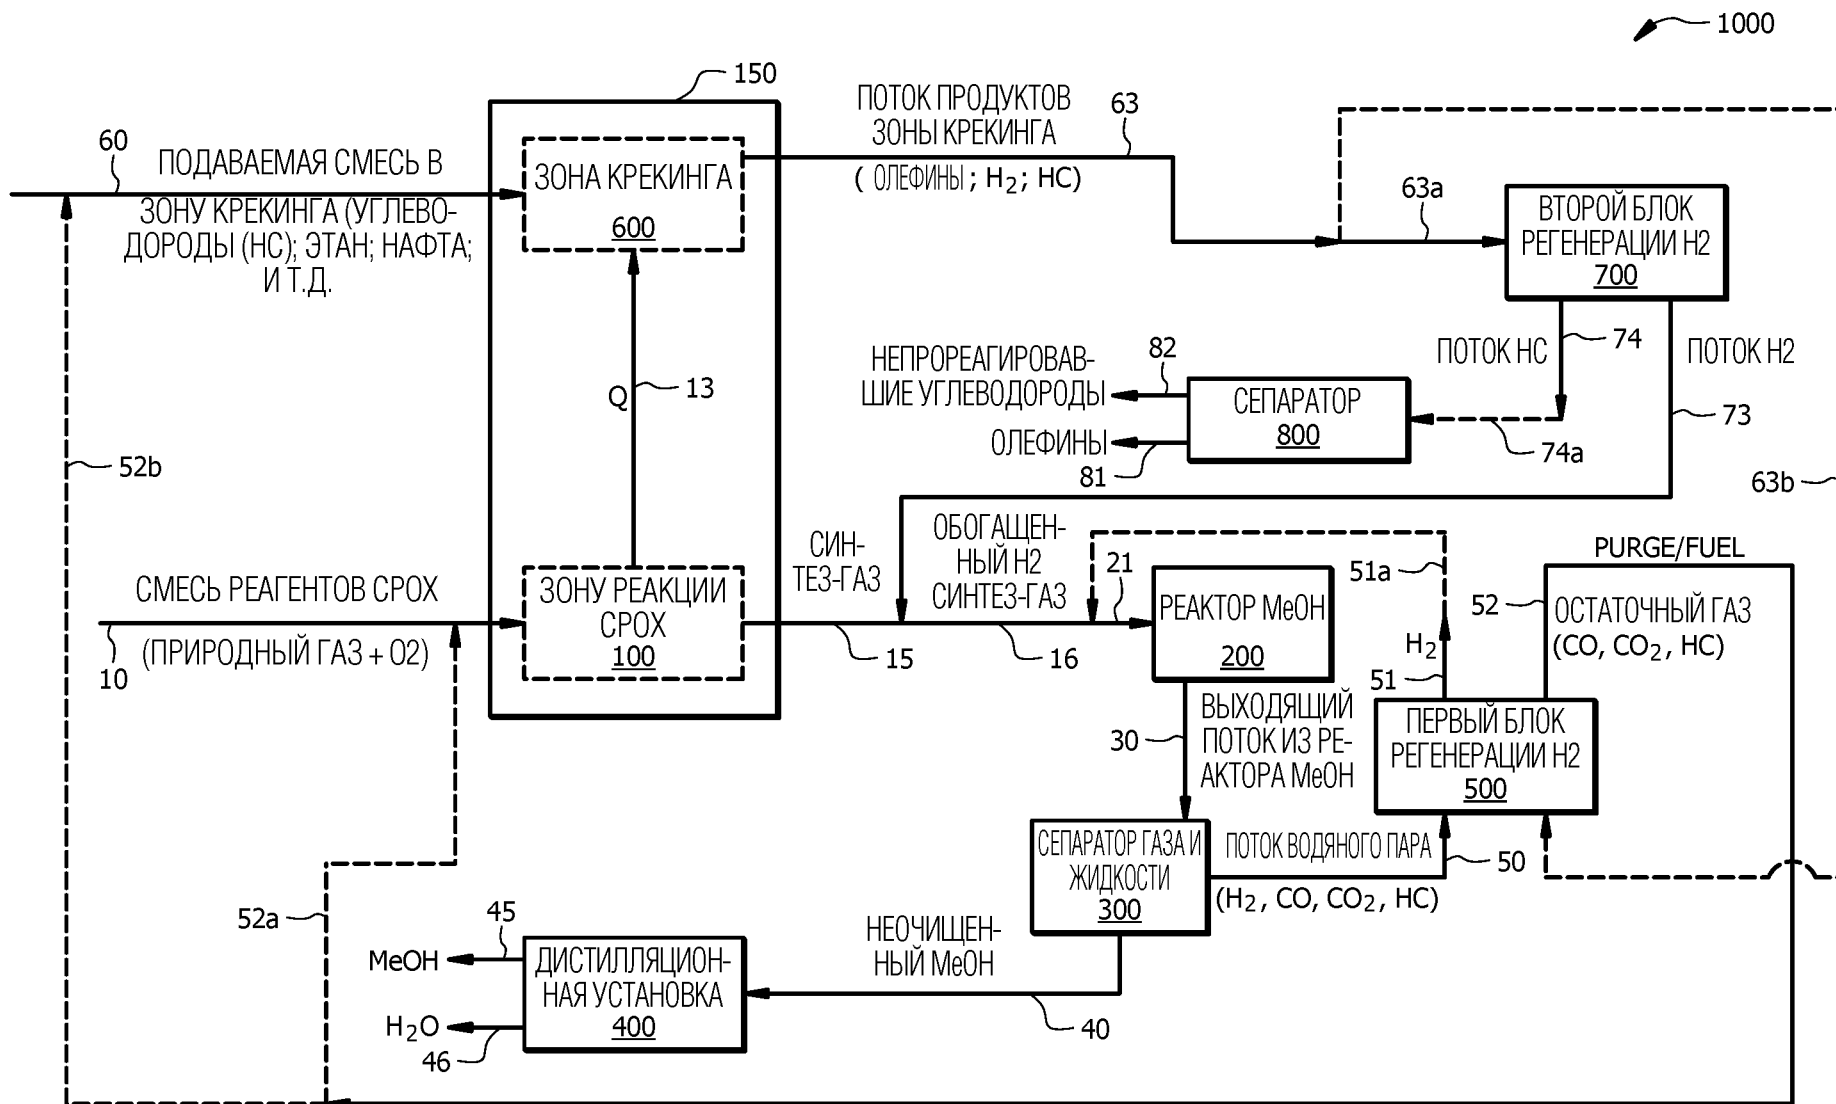 1000
150
ПОТОК ПРОДУКТОВ
ЗОНЫ КРЕКИНГА
63
(ОЛЕФИНЫ; H2; HC)
60
ПОДАВАЕМАЯ СМЕСЬ В
ЗОНУ КРЕКИНГА (УГЛЕВО-
ДОРОДЫ (HC); ЭТАН; НАФТА;
И Т.Д.
ЗОНА КРЕКИНГА
600
63a
ВТОРОЙ БЛОК
РЕГЕНЕРАЦИИ H2
700
НЕПРОРЕАГИРОВАВ-
ШИЕ УГЛЕВОДОРОДЫ
82
СЕПАРАТОР
800
ПОТОК HC
74
ПОТОК H2
73
Q
13
ОЛЕФИНЫ
81
74a
63b
52b
СИН-
ТЕЗ-ГАЗ
ОБОГАЩЕН-
НЫЙ H2
СИНТЕЗ-ГАЗ
21
51a
PURGE/FUEL
52
ОСТАТОЧНЫЙ ГАЗ
(CO, CO2, HC)
СМЕСЬ РЕАГЕНТОВ CPOX
(ПРИРОДНЫЙ ГАЗ + O2)
10
ЗОНУ РЕАКЦИИ
CPOX
100
15
16
РЕАКТОР MeOH
200
H2
51
30
ВЫХОДЯЩИЙ
ПОТОК ИЗ РЕ-
АКТОРА MeOH
ПЕРВЫЙ БЛОК
РЕГЕНЕРАЦИИ H2
500
СЕПАРАТОР ГАЗА И
ЖИДКОСТИ
300
ПОТОК ВОДЯНОГО ПАРА
50
(H2, CO, CO2, HC)
52a
45
MeOH
H2O
46
ДИСТИЛЛЯЦИОН-
НАЯ УСТАНОВКА
400
НЕОЧИЩЕН-
НЫЙ MeOH
40